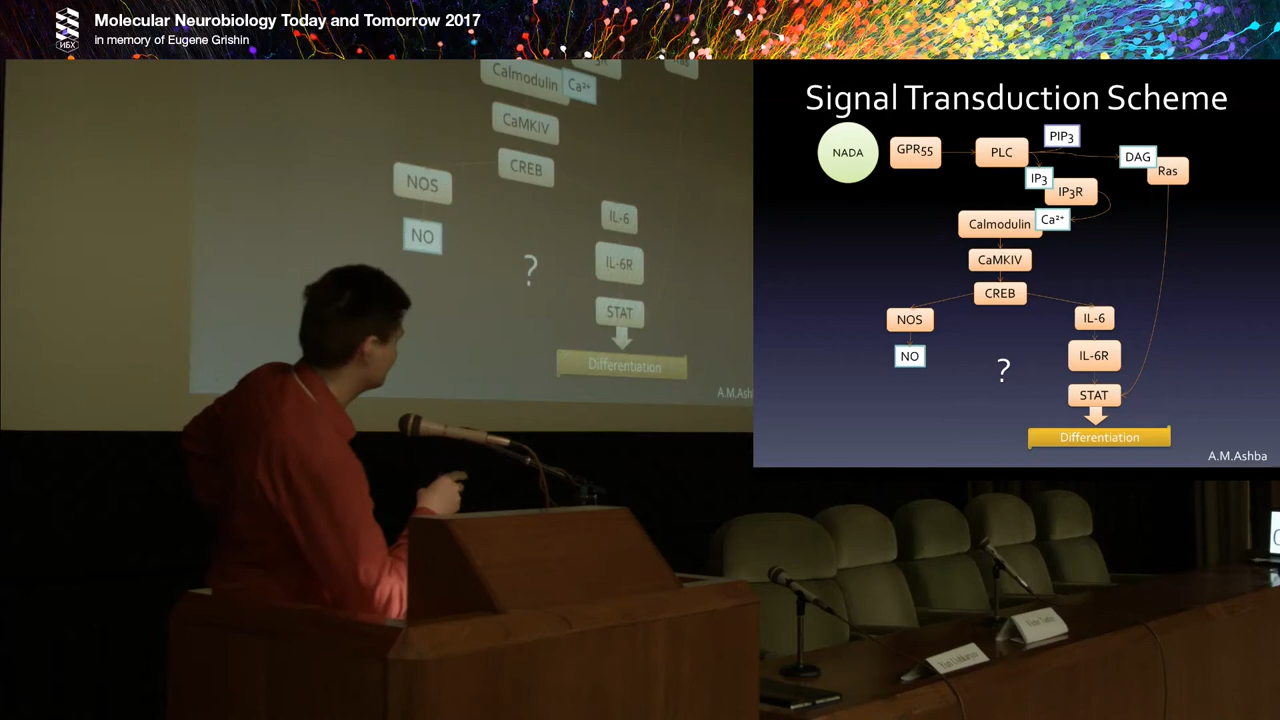 Molecular Neurobiology Today and Tomorrow 2017
in memory of Eugene Grishin
ИБХ
Calmodulin
Ca²⁺
CaMKIV
CREB
NOS
NO
IL-6
IL-6R
?
STAT
Differentiation
A.M.Ashb
Signal Transduction Scheme
PIP3
NADA
GPR55
PLC
DAG
Ras
IP3
IP3R
Calmodulin
Ca²⁺
CaMKIV
CREB
NOS
IL-6
NO
IL-6R
?
STAT
Differentiation
A.M.Ashba